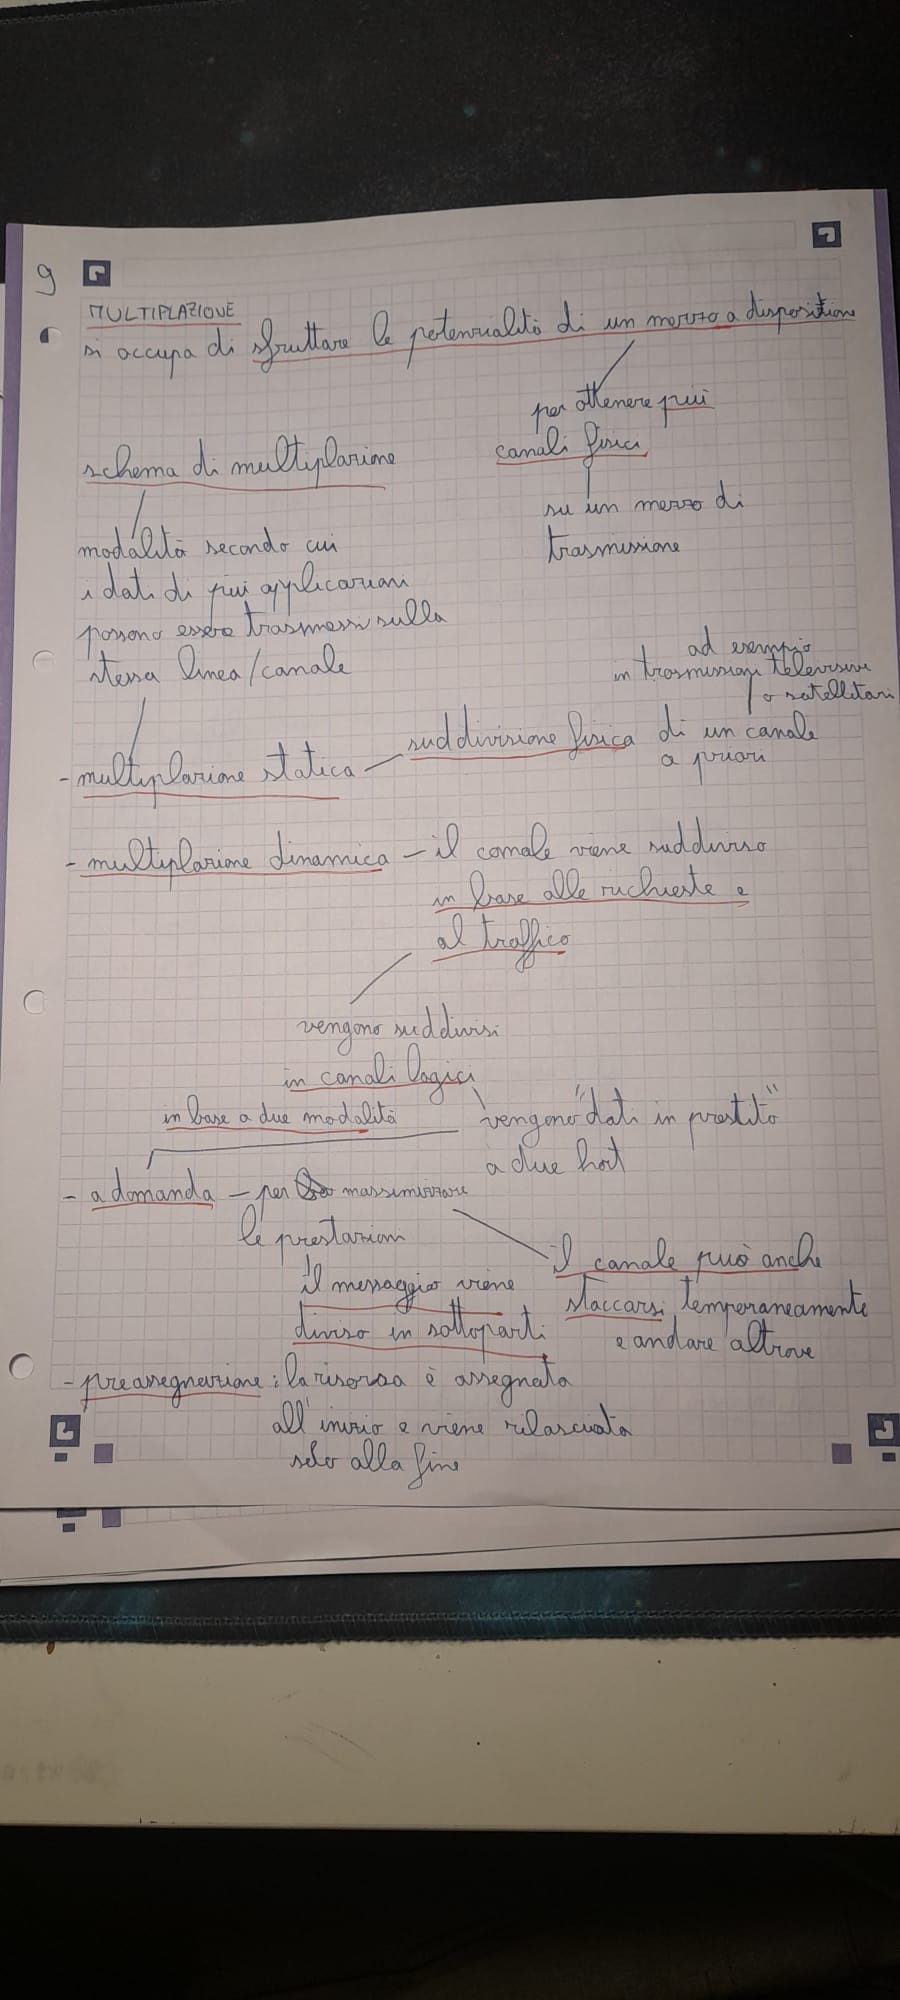 9
MULTIPLAZIONE
si occupa di sfruttare le potenzialità di un mezzo a disposizione
per ottenere più
canali fisici
su un mezzo di
trasmissione
schema di multiplazione
modalità secondo cui
i dati di più applicazioni
possono essere trasmessi sulla
stessa linea/canale
ad esempio
in trasmissioni televisive
o satellitari
- multiplazione statica — suddivisione fisica di un canale
a priori
- multiplazione dinamica — il canale viene suddiviso
in base alle richieste e
al traffico
vengono suddivisi
in canali logici
in base a due modalità
vengono "dati in prestito"
a due host
- a domanda — per massimizzare
le prestazioni
il messaggio viene
diviso in sottoparti
il canale può anche
staccarsi temporaneamente
e andare altrove
- preassegnazione : la risorsa è assegnata
all'inizio e viene rilasciata
solo alla fine